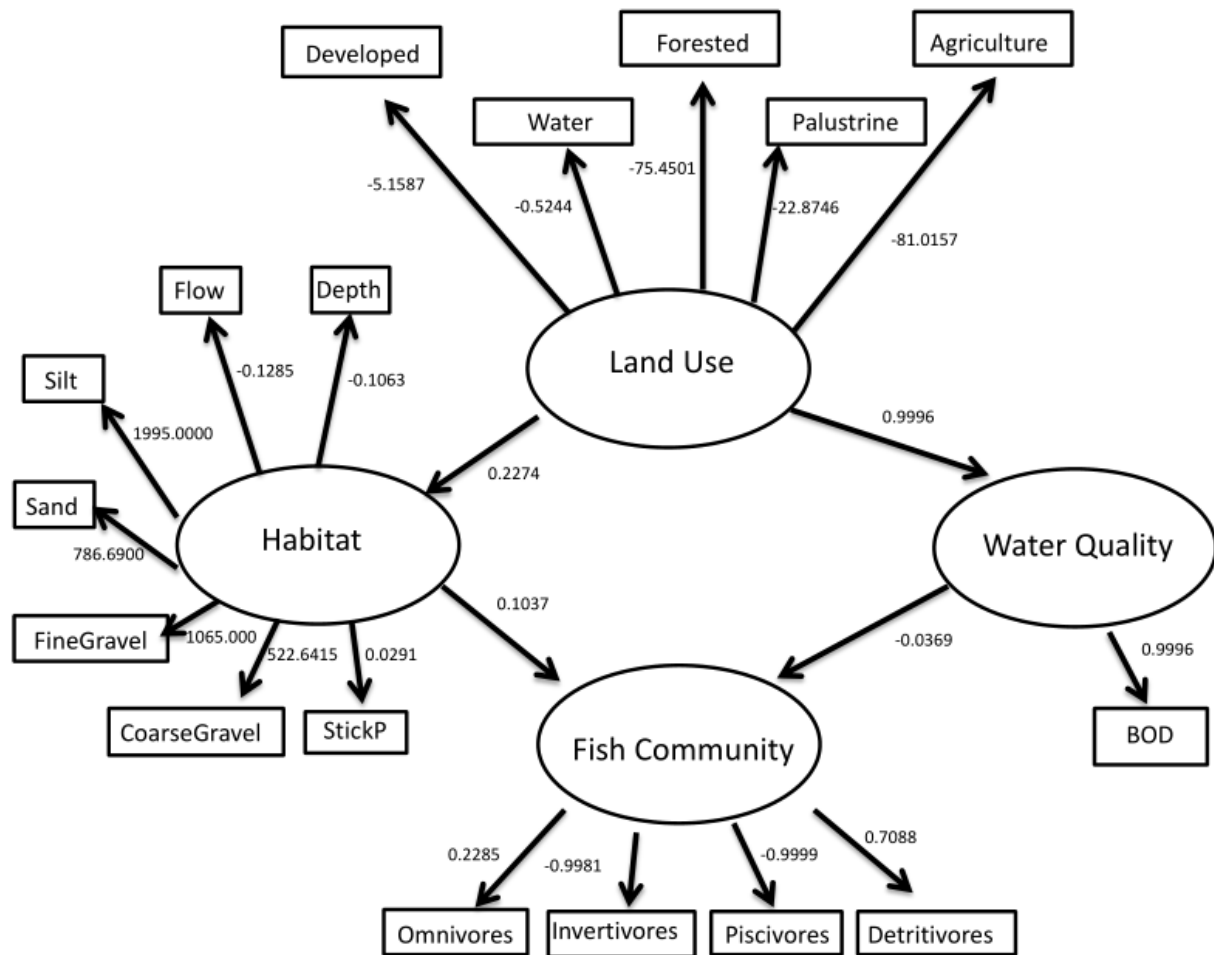 Developed
Forested
Agriculture
Water
Palustrine
-5.1587
-0.5244
-75.4501
-22.8746
-81.0157
Flow
Depth
Land Use
Silt
-0.1285
-0.1063
1995.0000
0.2274
0.9996
Sand
786.6900
Habitat
Water Quality
FineGravel
1065.000
522.6415
0.0291
0.1037
-0.0369
0.9996
CoarseGravel
StickP
Fish Community
BOD
0.2285
-0.9981
-0.9999
0.7088
Omnivores
Invertivores
Piscivores
Detritivores